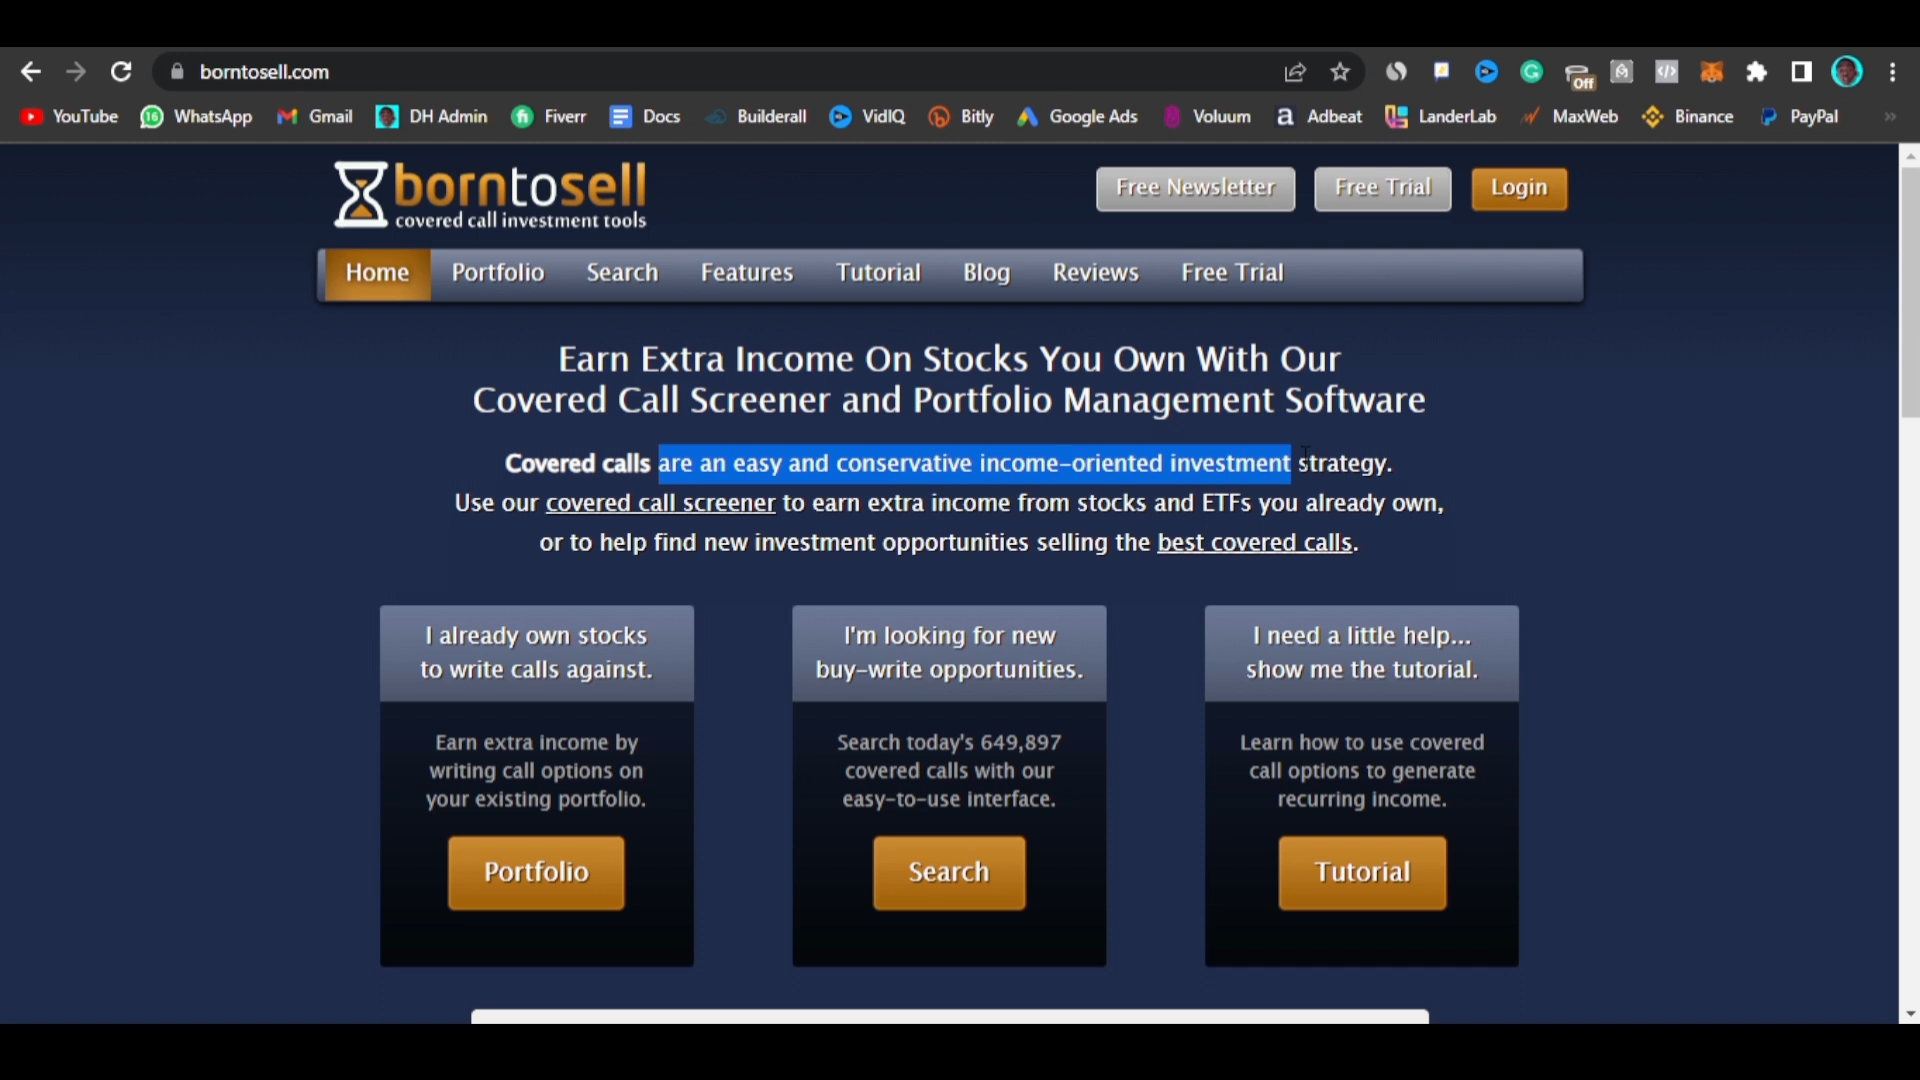 borntosell.com
Off
YouTube WhatsApp Gmail DH Admin Fiverr Docs Builderall VidIQ Bitly Google Ads Voluum Adbeat LanderLab MaxWeb Binance PayPal »
borntosell
covered call investment tools
Free Newsletter Free Trial Login
Home Portfolio Search Features Tutorial Blog Reviews Free Trial
Earn Extra Income On Stocks You Own With Our
Covered Call Screener and Portfolio Management Software
Covered calls are an easy and conservative income-oriented investment strategy.
Use our covered call screener to earn extra income from stocks and ETFs you already own,
or to help find new investment opportunities selling the best covered calls.
I already own stocks
to write calls against.
Earn extra income by
writing call options on
your existing portfolio.
Portfolio
I'm looking for new
buy-write opportunities.
Search today's 649,897
covered calls with our
easy-to-use interface.
Search
I need a little help...
show me the tutorial.
Learn how to use covered
call options to generate
recurring income.
Tutorial